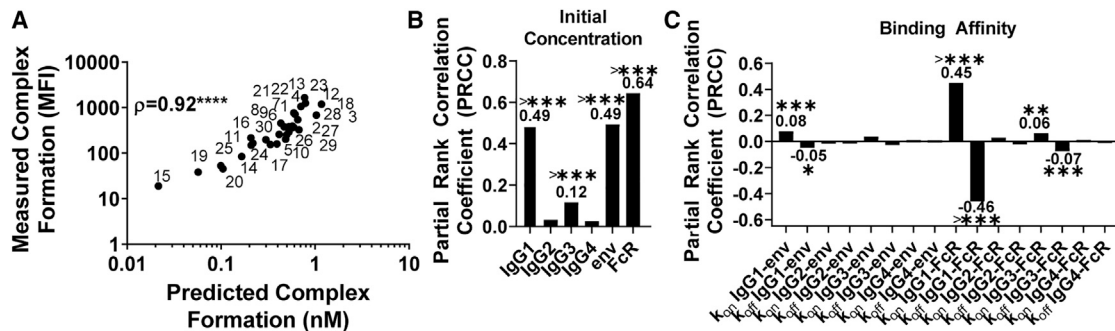 A
Measured Complex
Formation (MFI)
10000
1000
100
10
1
ρ=0.92****
15
19
20
25
11
16
14
24
30
8
9
6
21
22
7
1
4
13
23
12
18
28
3
2
27
26
29
5
10
17
0.01
0.1
1
10
Predicted Complex
Formation (nM)
B
Initial
Concentration
Partial Rank Correlation
Coefficient (PRCC)
0.8
0.6
0.4
0.2
0.0
>***
0.49
>***
0.12
>***
0.49
>***
0.64
IgG1
IgG2
IgG3
IgG4
env
FcR
C
Binding Affinity
Partial Rank Correlation
Coefficient (PRCC)
0.6
0.4
0.2
0.0
-0.2
-0.4
-0.6
***
0.08
-0.05
*
>***
0.45
-0.46
>***
**
0.06
-0.07
***
kon IgG1-env
koff IgG1-env
kon IgG2-env
koff IgG2-env
kon IgG3-env
koff IgG3-env
kon IgG4-env
koff IgG4-env
kon IgG1-FcR
koff IgG1-FcR
kon IgG2-FcR
koff IgG2-FcR
kon IgG3-FcR
koff IgG3-FcR
kon IgG4-FcR
koff IgG4-FcR